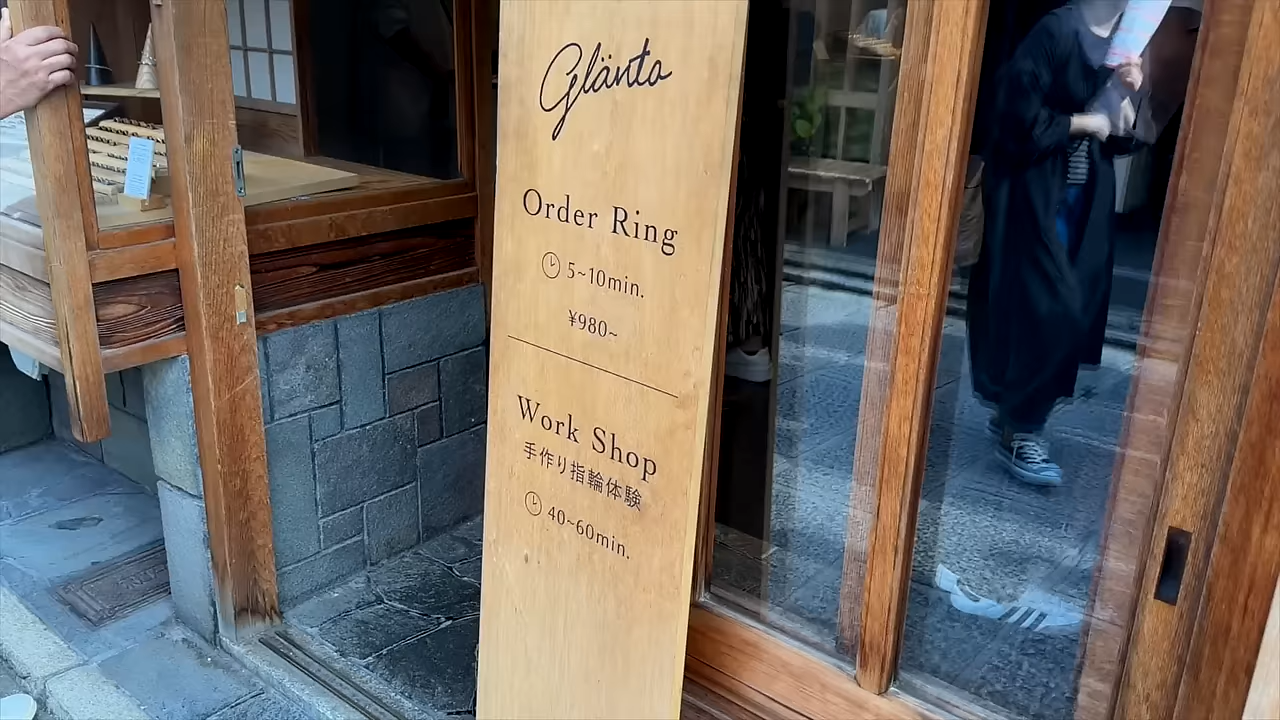 Glänta
Order Ring
5~10min.
¥980~
Work Shop
手作り指輪体験
40~60min.